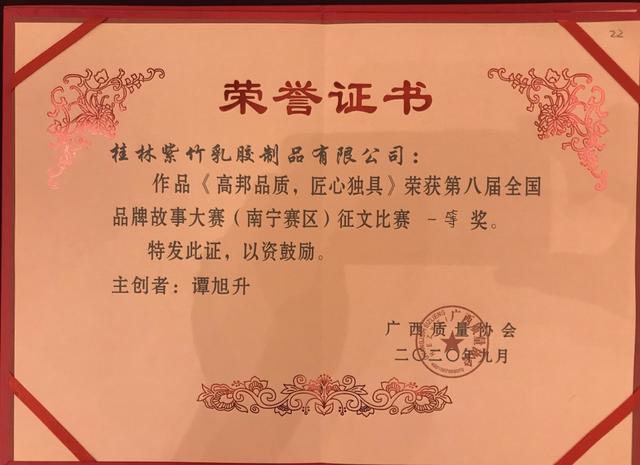 22
荣誉证书
桂林紫竹乳胶制品有限公司：
作品《高邦品质，匠心独具》荣获第八届全国
品牌故事大赛（南宁赛区）征文比赛 一等 奖。
特发此证，以资鼓励。
主创者：谭旭升
广西质量协会
二〇二〇年九月